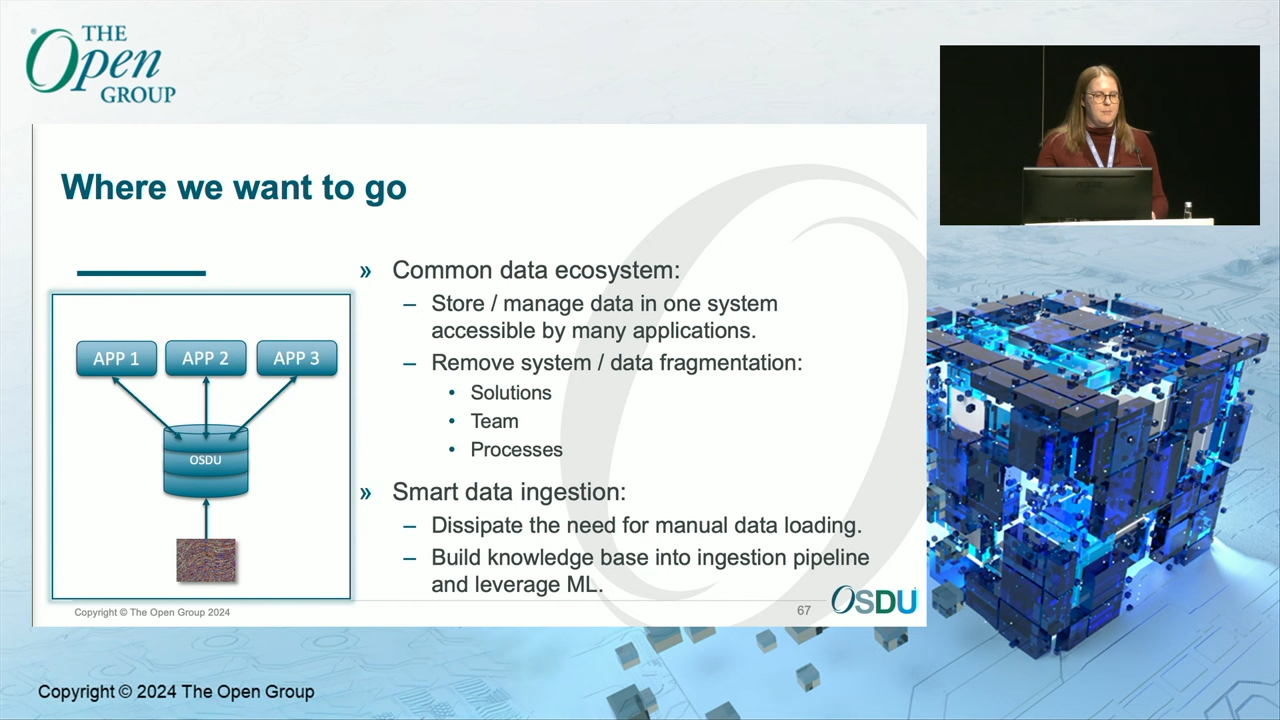 THE
Open
GROUP
Where we want to go
» Common data ecosystem:
– Store / manage data in one system
accessible by many applications.
– Remove system / data fragmentation:
• Solutions
• Team
• Processes
» Smart data ingestion:
– Dissipate the need for manual data loading.
– Build knowledge base into ingestion pipeline
and leverage ML.
APP 1 APP 2 APP 3
OSDU
Copyright © The Open Group 2024
67
OSDU
Copyright © 2024 The Open Group